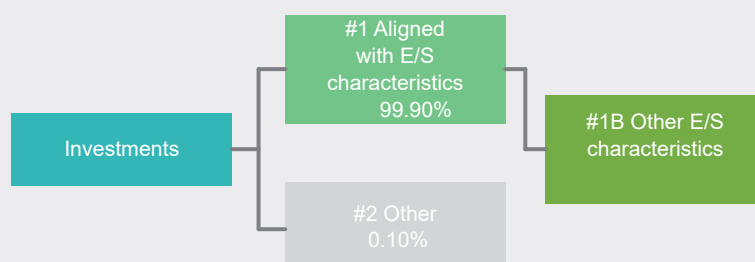 Investments
#1 Aligned
with E/S
characteristics
99.90%
#2 Other
0.10%
#1B Other E/S
characteristics